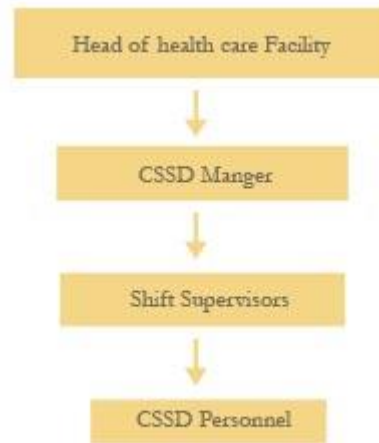 Head of health care Facility
CSSD Manger
Shift Supervisors
CSSD Personnel